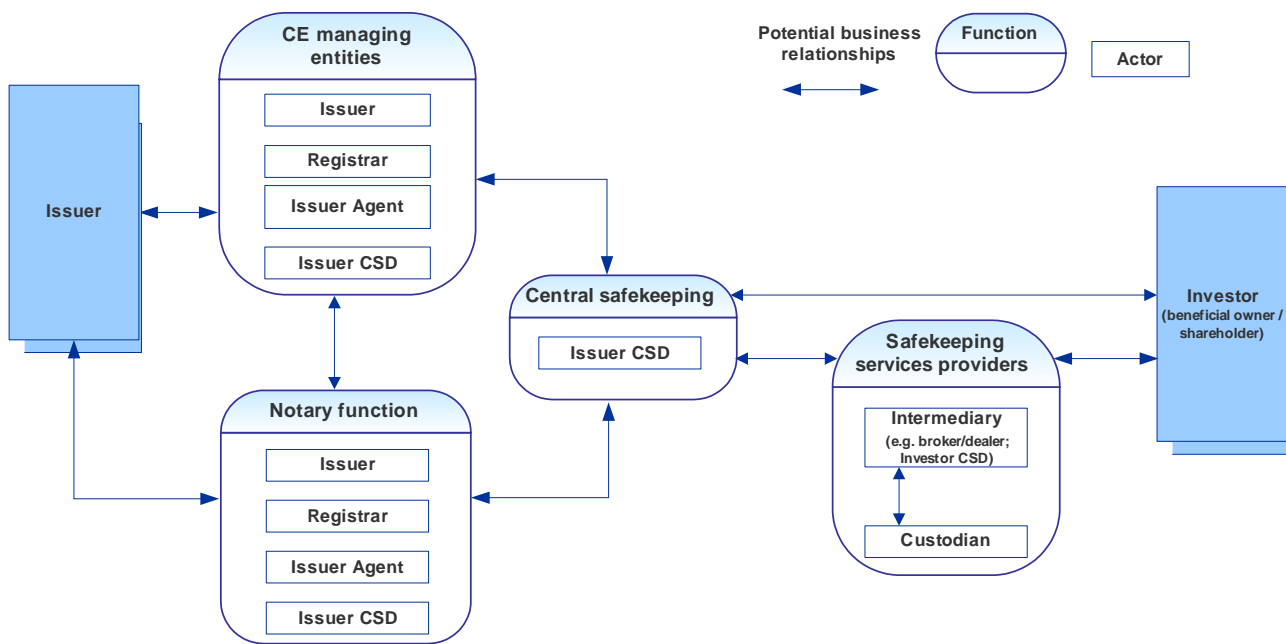 CE managing
entities
Issuer
Registrar
Issuer Agent
Issuer CSD
Potential business
relationships
Function
Actor
Issuer
Central safekeeping
Issuer CSD
Investor
(beneficial owner /
shareholder)
Safekeeping
services providers
Intermediary
(e.g. broker/dealer;
Investor CSD)
Custodian
Notary function
Issuer
Registrar
Issuer Agent
Issuer CSD